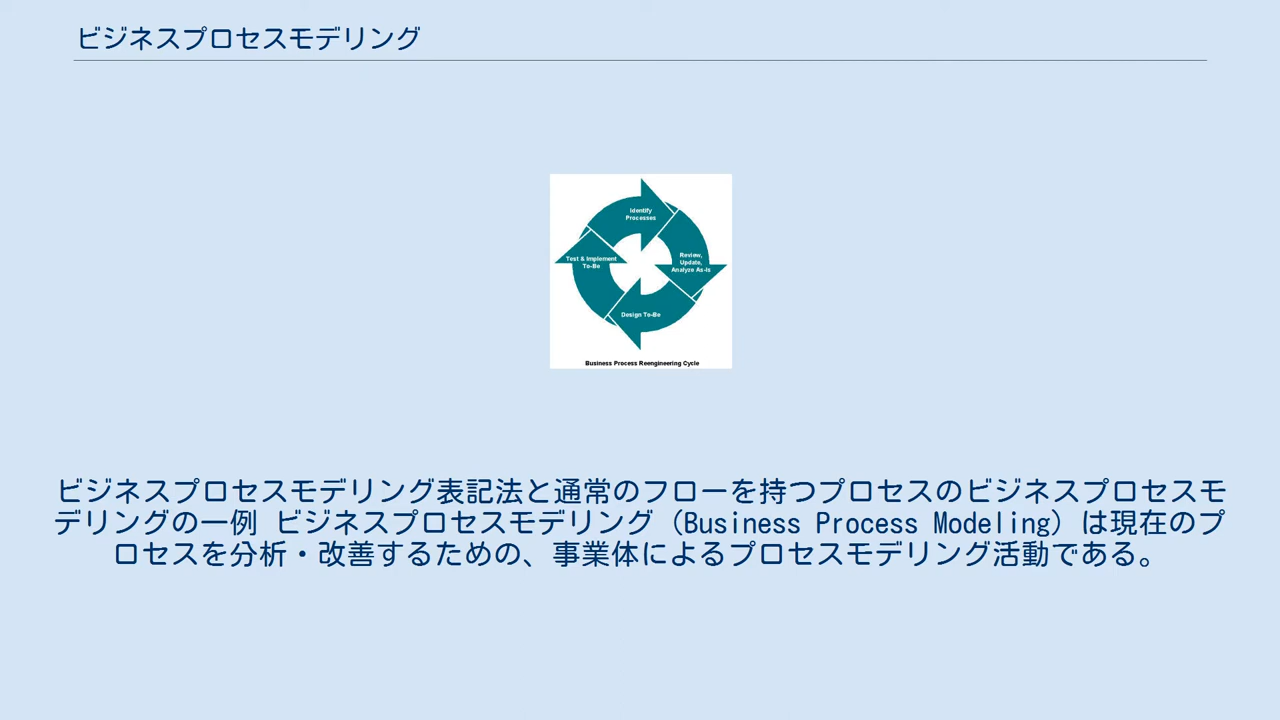 ビジネスプロセスモデリング
Identify
Processes
Review,
Update,
Analyze As-Is
Test & Implement
To-Be
Design To-Be
Business Process Reengineering Cycle
ビジネスプロセスモデリング表記法と通常のフローを持つプロセスのビジネスプロセスモ
デリングの一例 ビジネスプロセスモデリング（Business Process Modeling）は現在のプ
ロセスを分析・改善するための、事業体によるプロセスモデリング活動である。